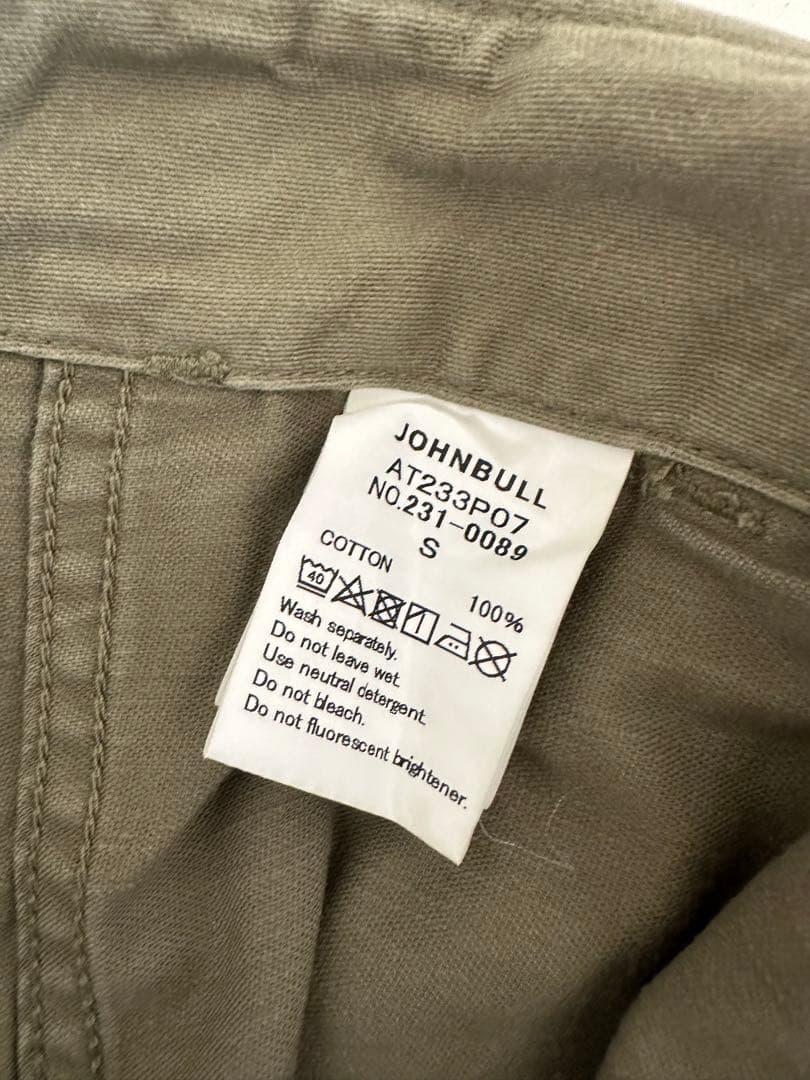 JOHNBULL
AT233P07
NO.231-0089
S
COTTON 100%
40
Wash separately.
Do not leave wet.
Use neutral detergent.
Do not bleach.
Do not fluorescent brightener.